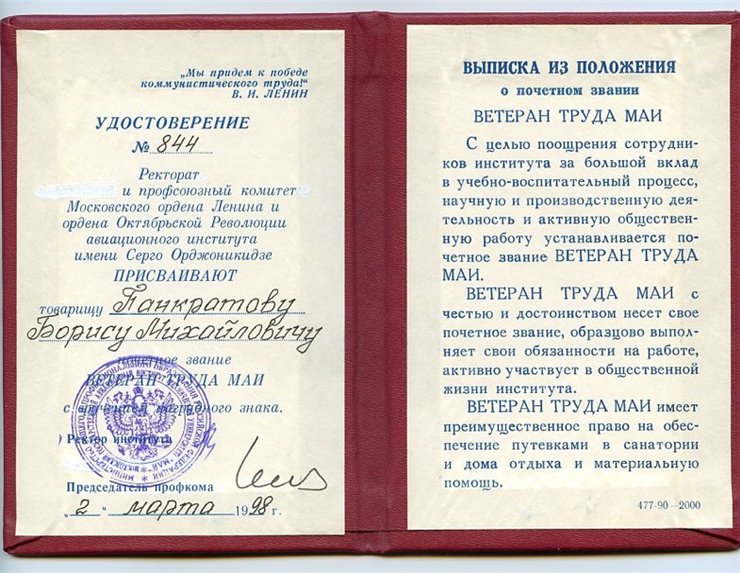 „Мы придем к победе
коммунистического труда!“
В. И. ЛЕНИН
УДОСТОВЕРЕНИЕ
№ 844
Ректорат
и профсоюзный комитет
Московского ордена Ленина и
ордена Октябрьской Революции
авиационного института
имени Серго Орджоникидзе
ПРИСВАИВАЮТ
товарищу Панкратову
Борису Михайловичу
почетное звание
ВЕТЕРАН ТРУДА МАИ
с вручением нагрудного знака.
Ректор института
Председатель профкома
„2“ марта 1998 г.
ВЫПИСКА ИЗ ПОЛОЖЕНИЯ
о почетном звании
ВЕТЕРАН ТРУДА МАИ
С целью поощрения сотрудни-
ков института за большой вклад
в учебно-воспитательный процесс,
научную и производственную дея-
тельность и активную обществен-
ную работу устанавливается по-
четное звание ВЕТЕРАН ТРУДА
МАИ.
ВЕТЕРАН ТРУДА МАИ с
честью и достоинством несет свое
почетное звание, образцово выпол-
няет свои обязанности на работе,
активно участвует в общественной
жизни института.
ВЕТЕРАН ТРУДА МАИ имеет
преимущественное право на обес-
печение путевками в санатории
и дома отдыха и материальную
помощь.
477-90—2000